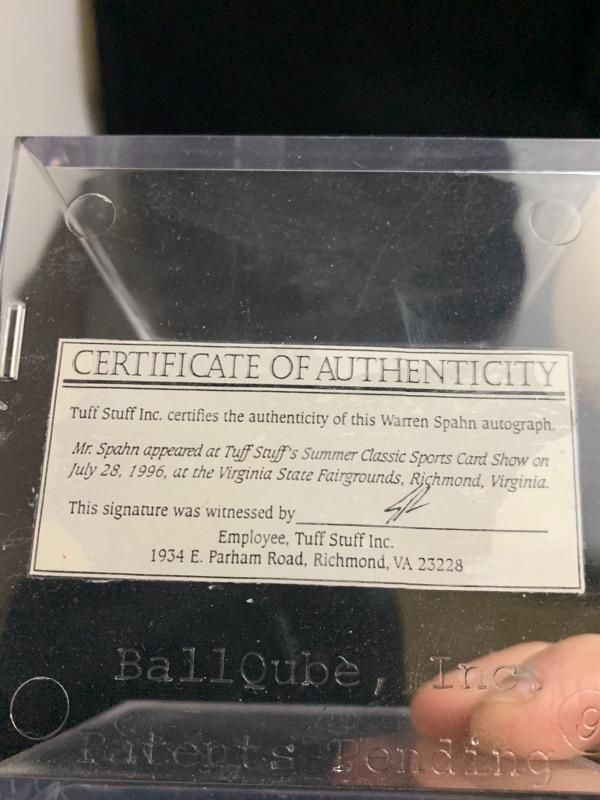 CERTIFICATE OF AUTHENTICITY
Tuff Stuff Inc. certifies the authenticity of this Warren Spahn autograph.
Mr. Spahn appeared at Tuff Stuff's Summer Classic Sports Card Show on
July 28, 1996, at the Virginia State Fairgrounds, Richmond, Virginia.
This signature was witnessed by
Employee, Tuff Stuff Inc.
1934 E. Parham Road, Richmond, VA 23228
BallQube, Inc.
9
Patents Pending